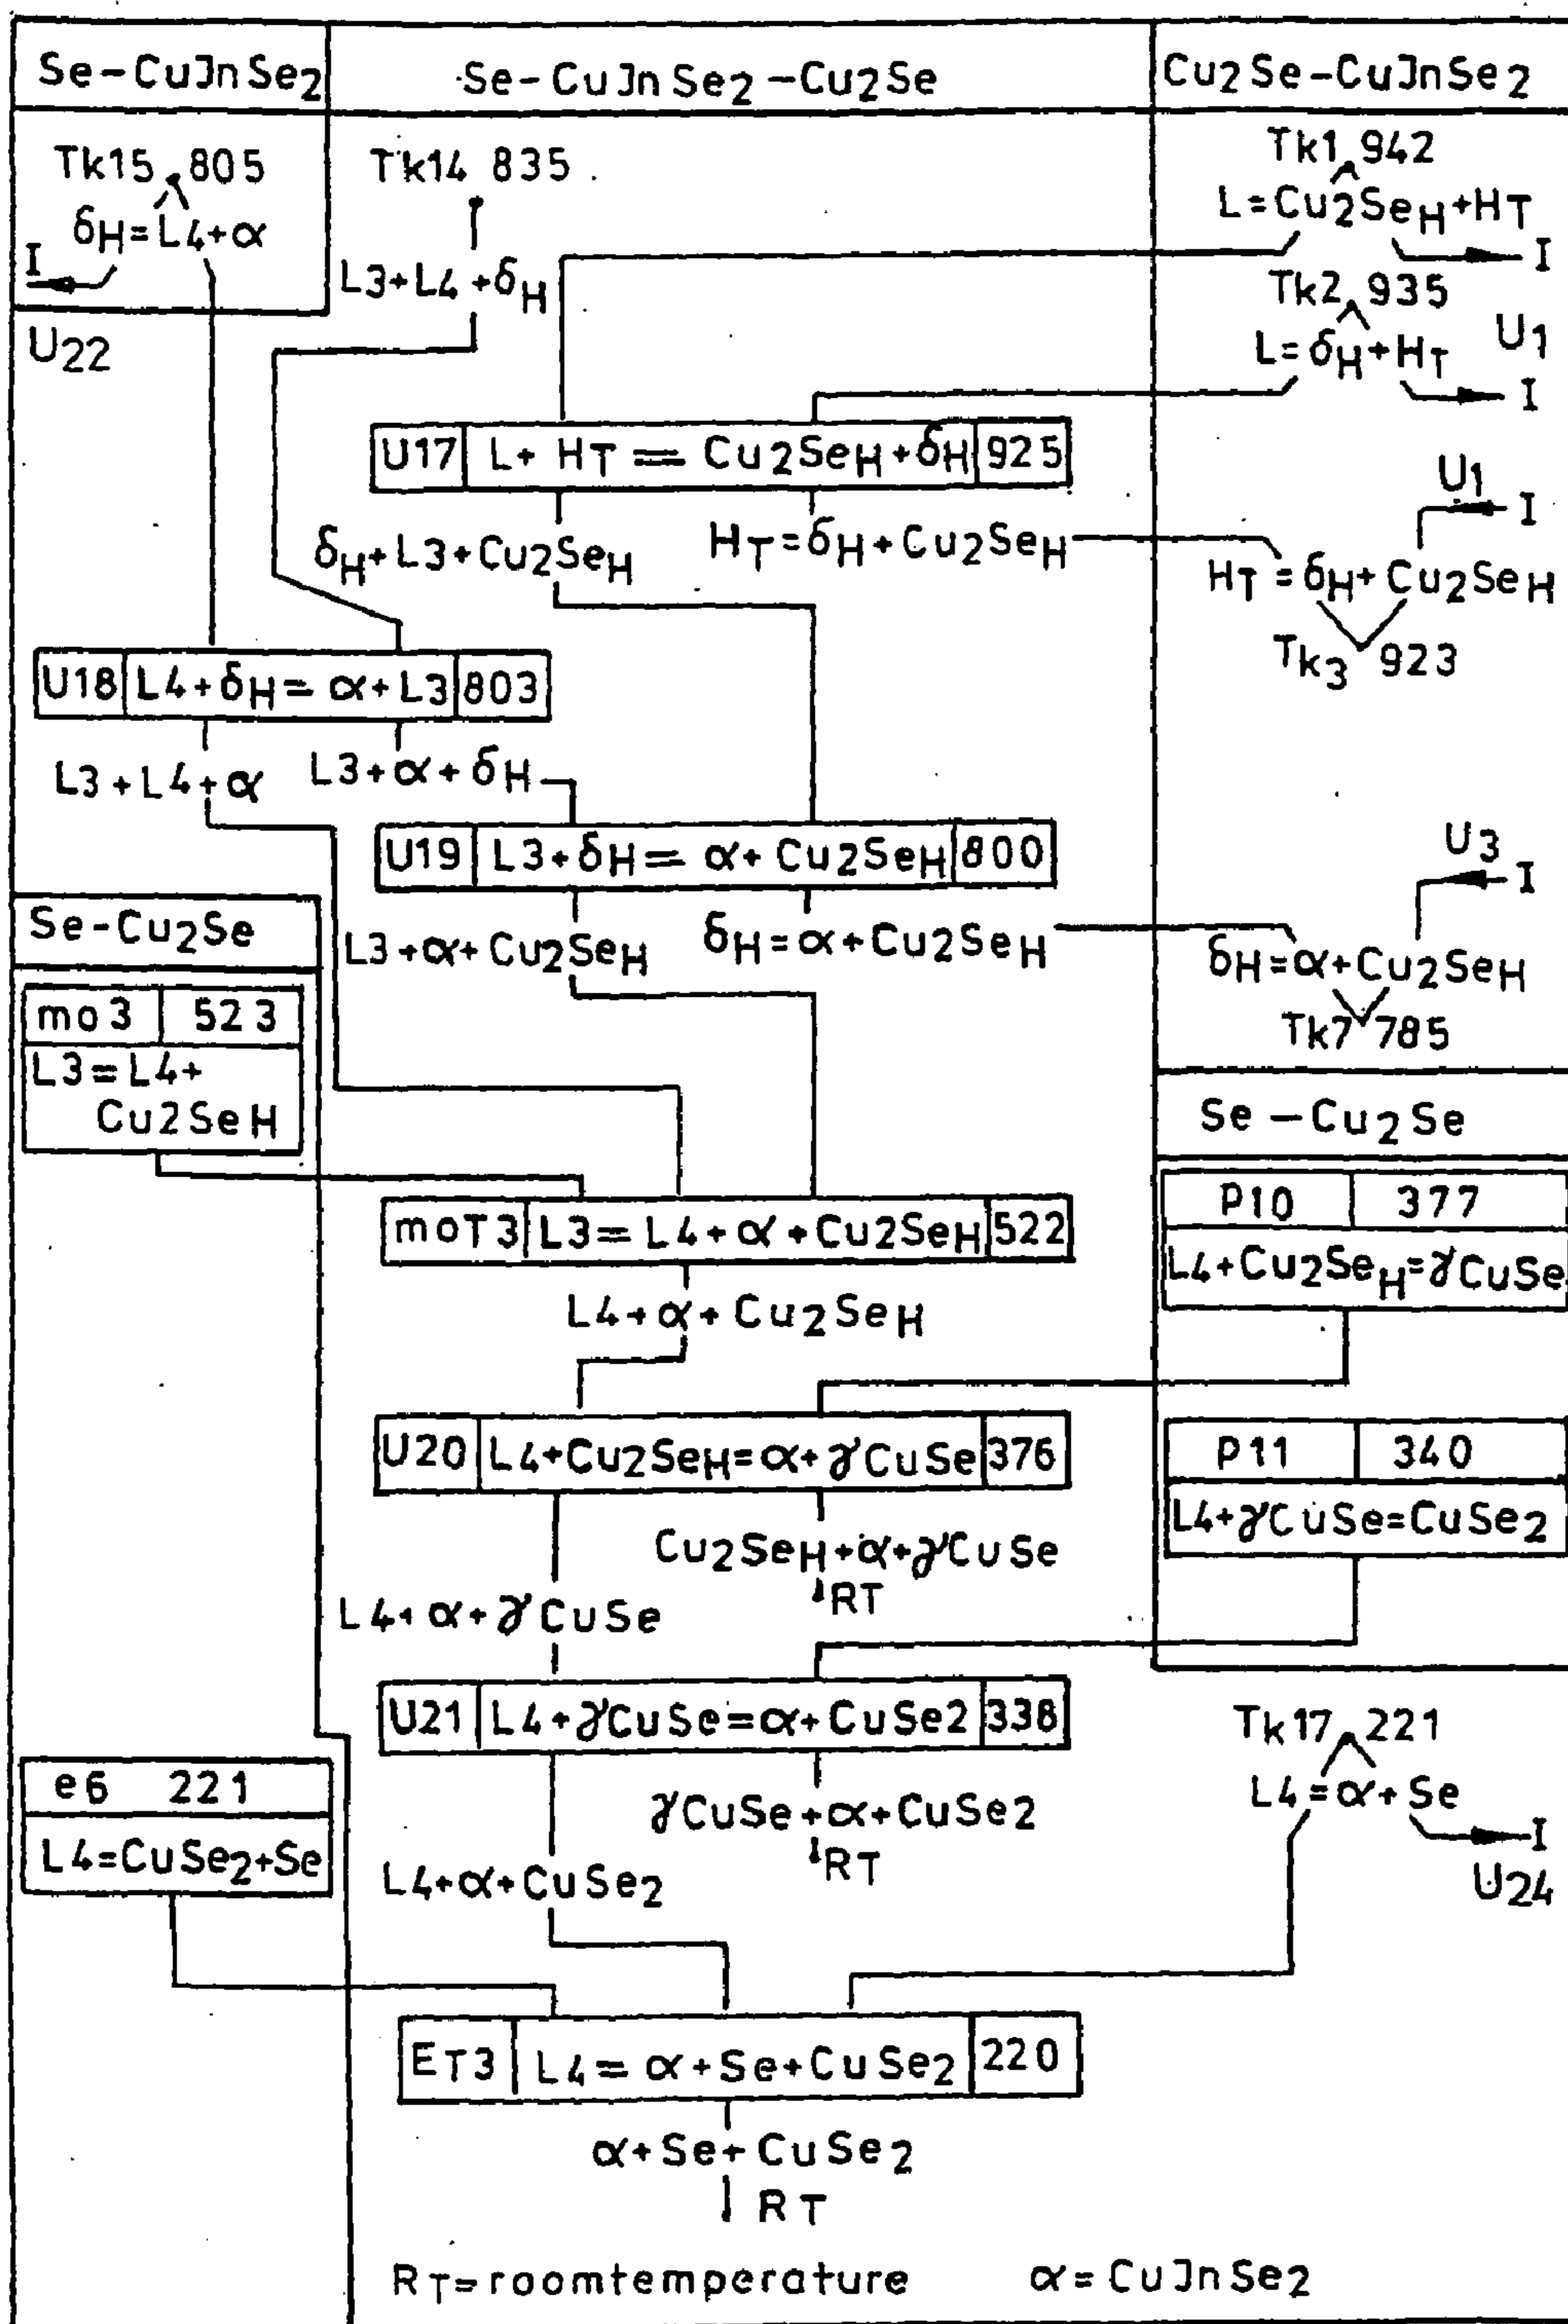 Se-CuJnSe2
Se-CuJnSe2-Cu2Se
Cu2Se-CuJnSe2
Tk15 805
δH=L4+α
I
U22
Tk14 835
L3+L4+δH
Tk1 942
L=Cu2SeH+HT
I
Tk2 935
U1
L=δH+HT
I
U17 L+HT=Cu2SeH+δH 925
δH+L3+Cu2SeH
HT=δH+Cu2SeH
U1
I
HT=δH+Cu2SeH
Tk3 923
U18 L4+δH=α+L3 803
L3+L4+α
L3+α+δH
U19 L3+δH=α+Cu2SeH 800
L3+α+Cu2SeH
δH=α+Cu2SeH
U3
I
δH=α+Cu2SeH
Tk7 785
Se-Cu2Se
mo3 523
L3=L4+
Cu2SeH
Se-Cu2Se
moT3 L3=L4+α+Cu2SeH 522
L4+α+Cu2SeH
P10 377
L4+Cu2SeH=γCuSe
U20 L4+Cu2SeH=α+γCuSe 376
Cu2SeH+α+γCuSe
RT
L4+α+γCuSe
P11 340
L4+γCuSe=CuSe2
U21 L4+γCuSe=α+CuSe2 338
γCuSe+α+CuSe2
RT
L4+α+CuSe2
Tk17 221
L4=α+Se
I
U24
e6 221
L4=CuSe2+Se
ET3 L4=α+Se+CuSe2 220
α+Se+CuSe2
RT
RT=roomtemperature α=CuJnSe2